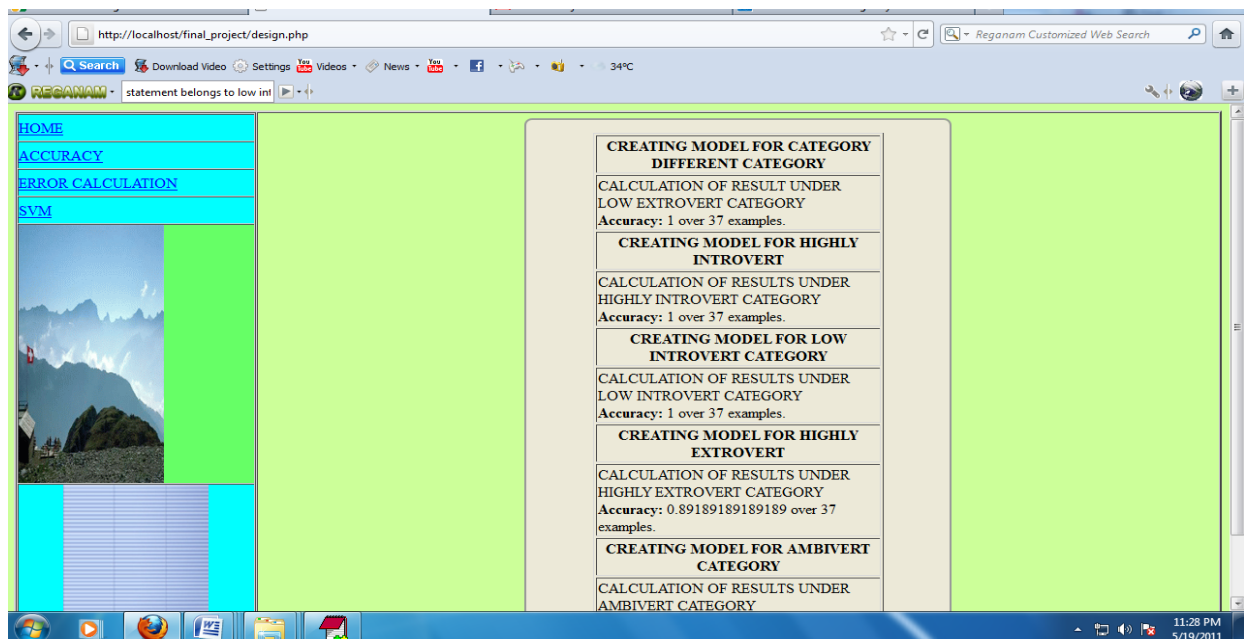 http://localhost/final_project/design.php
Reganam Customized Web Search
Search Download Video Settings You Tube Videos News You Tube 34°C
REGANAM statement belongs to low int
HOME
ACCURACY
ERROR CALCULATION
SVM
CREATING MODEL FOR CATEGORY
DIFFERENT CATEGORY
CALCULATION OF RESULT UNDER
LOW EXTROVERT CATEGORY
Accuracy: 1 over 37 examples.
CREATING MODEL FOR HIGHLY
INTROVERT
CALCULATION OF RESULTS UNDER
HIGHLY INTROVERT CATEGORY
Accuracy: 1 over 37 examples.
CREATING MODEL FOR LOW
INTROVERT CATEGORY
CALCULATION OF RESULTS UNDER
LOW INTROVERT CATEGORY
Accuracy: 1 over 37 examples.
CREATING MODEL FOR HIGHLY
EXTROVERT
CALCULATION OF RESULTS UNDER
HIGHLY EXTROVERT CATEGORY
Accuracy: 0.89189189189189 over 37
examples.
CREATING MODEL FOR AMBIVERT
CATEGORY
CALCULATION OF RESULTS UNDER
AMBIVERT CATEGORY
11:28 PM
5/19/2011